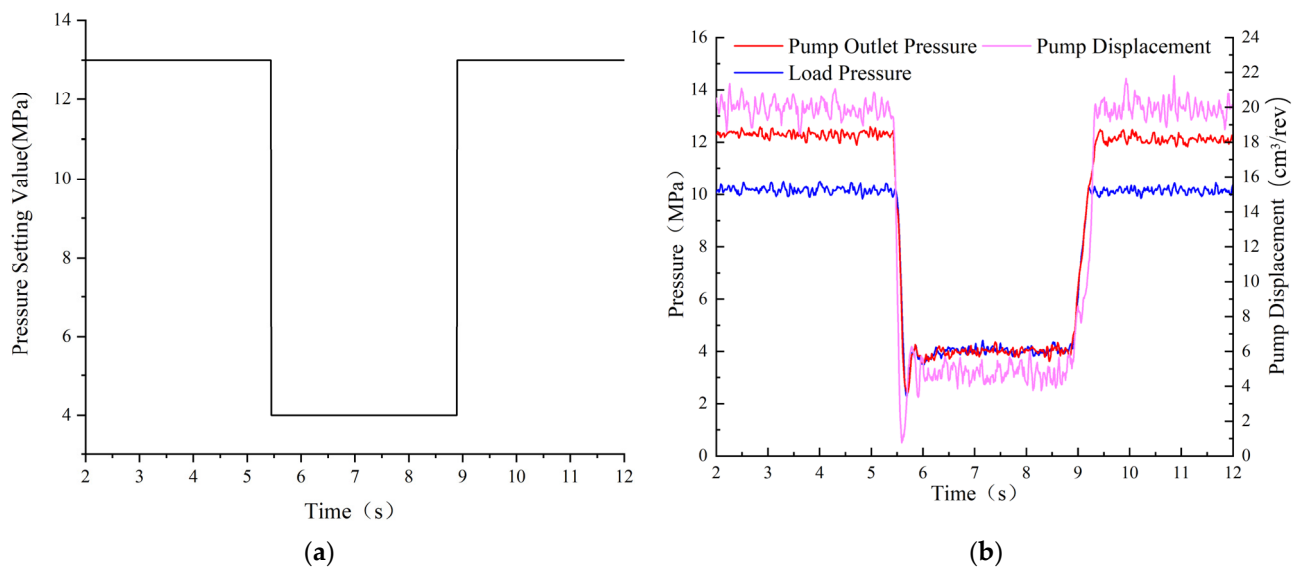 14
12
10
8
6
4
Pressure Setting Value(MPa)
2 3 4 5 6 7 8 9 10 11 12
Time（s）
(a)
Pump Outlet Pressure Pump Displacement
Load Pressure
16
14
12
10
8
6
4
2
0
Pressure（MPa）
24
22
20
18
16
14
12
10
8
6
4
2
0
Pump Displacement（cm³/rev）
2 3 4 5 6 7 8 9 10 11 12
Time（s）
(b)